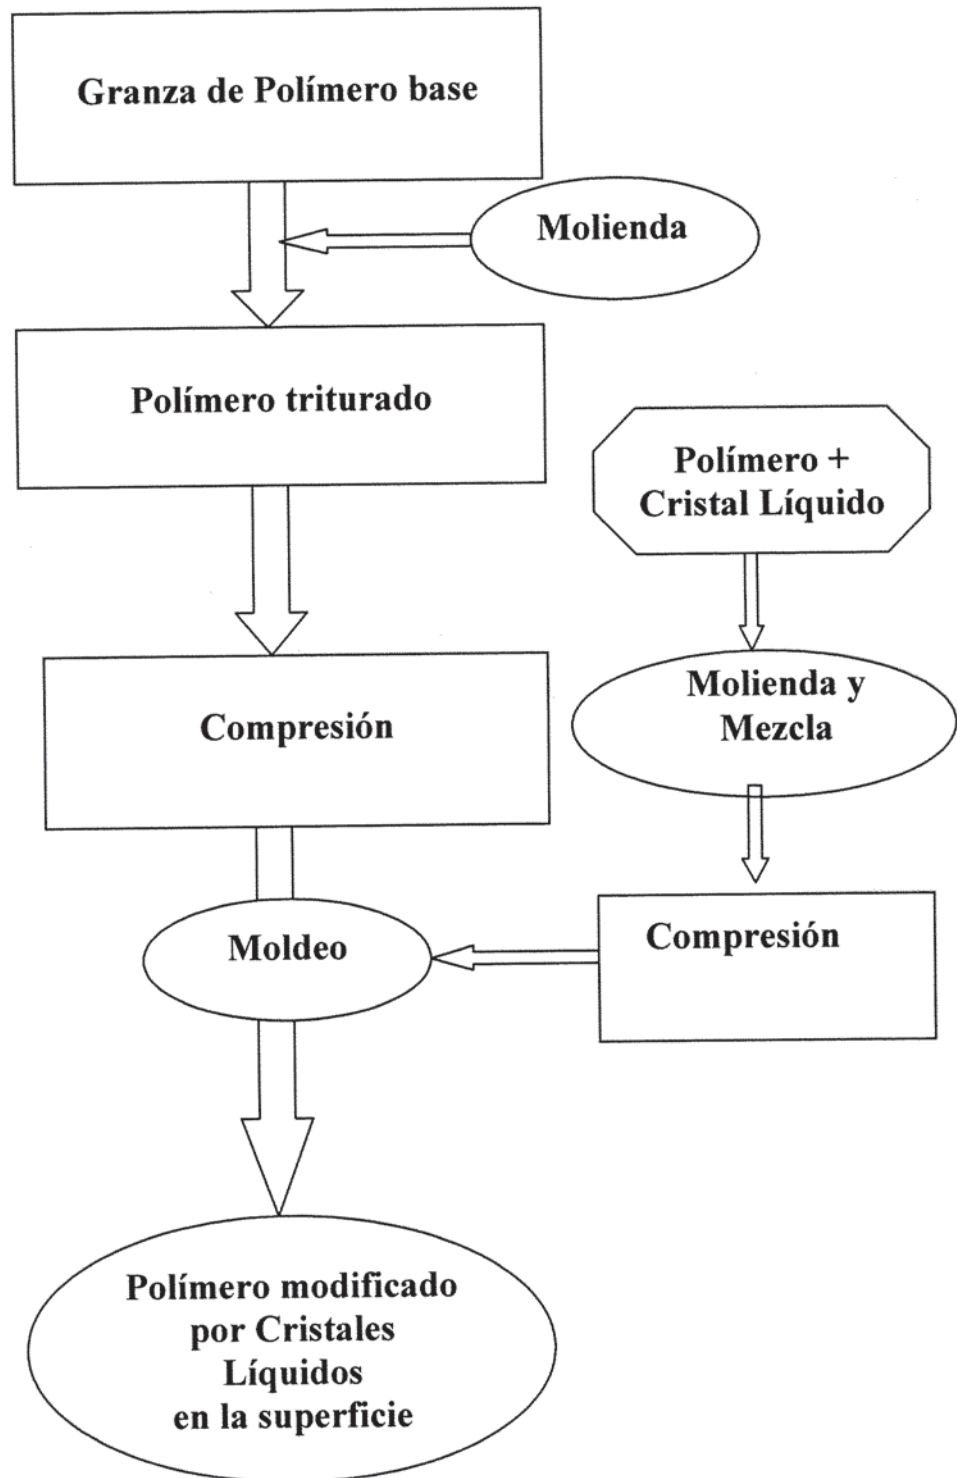 Granza de Polímero base
Molienda
Polímero triturado
Polímero +
Cristal Líquido
Molienda y
Mezcla
Compresión
Compresión
Moldeo
Polímero modificado
por Cristales
Líquidos
en la superficie